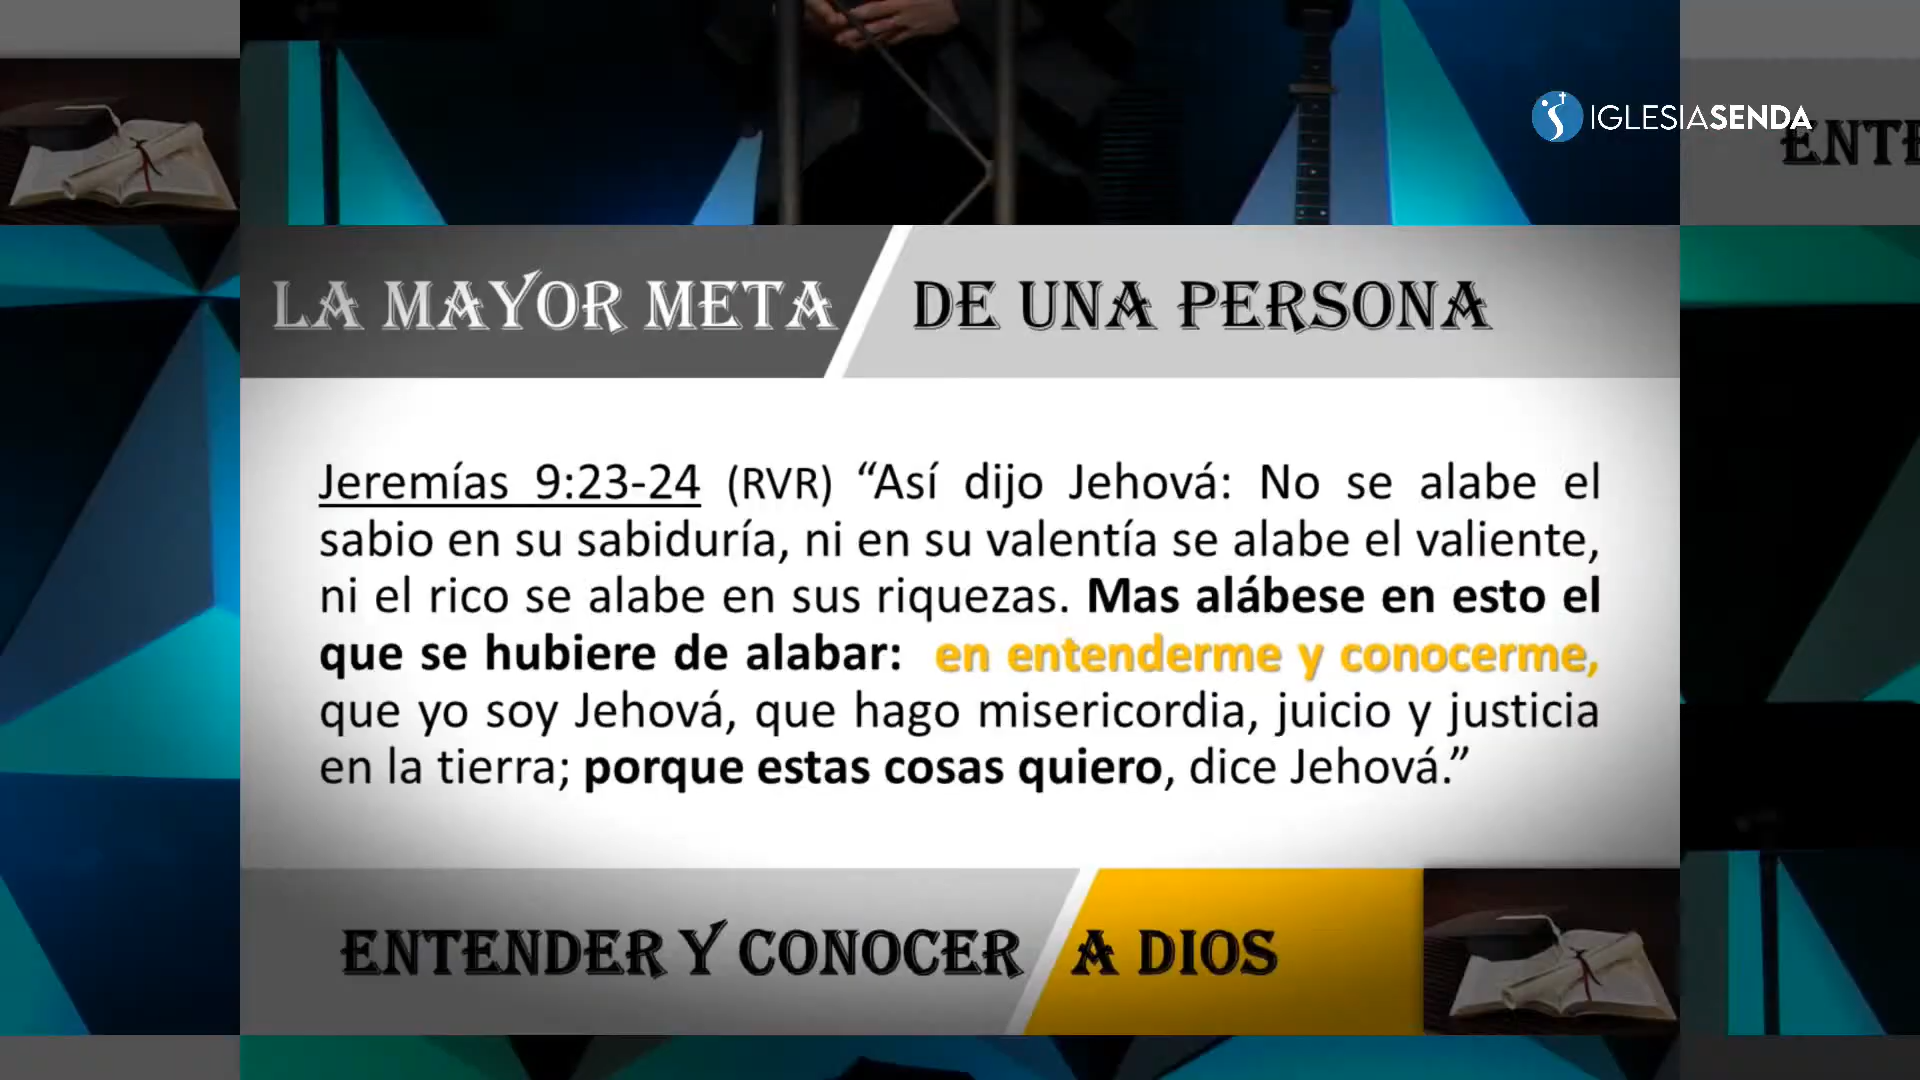 IGLESIASENDA
ENTE
LA MAYOR META DE UNA PERSONA
Jeremías 9:23-24 (RVR) “Así dijo Jehová: No se alabe el
sabio en su sabiduría, ni en su valentía se alabe el valiente,
ni el rico se alabe en sus riquezas. Mas alábese en esto el
que se hubiere de alabar: en entenderme y conocerme,
que yo soy Jehová, que hago misericordia, juicio y justicia
en la tierra; porque estas cosas quiero, dice Jehová.”
ENTENDER Y CONOCER A DIOS